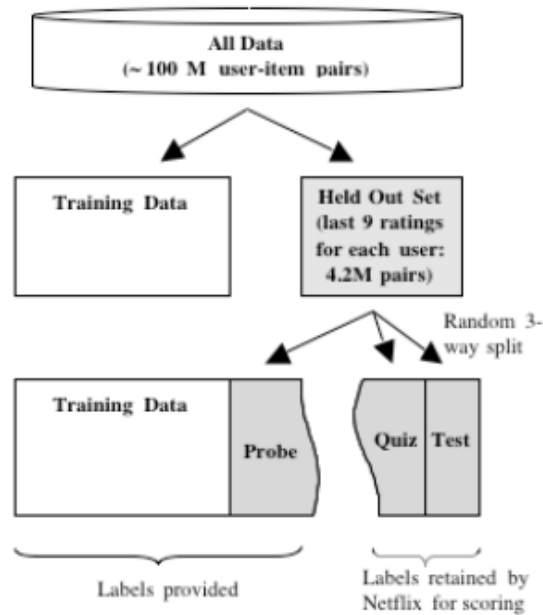 All Data
(~ 100 M user-item pairs)
Training Data
Held Out Set
(last 9 ratings
for each user:
4.2M pairs)
Random 3-
way split
Training Data
Probe
Quiz
Test
Labels provided
Labels retained by
Netflix for scoring